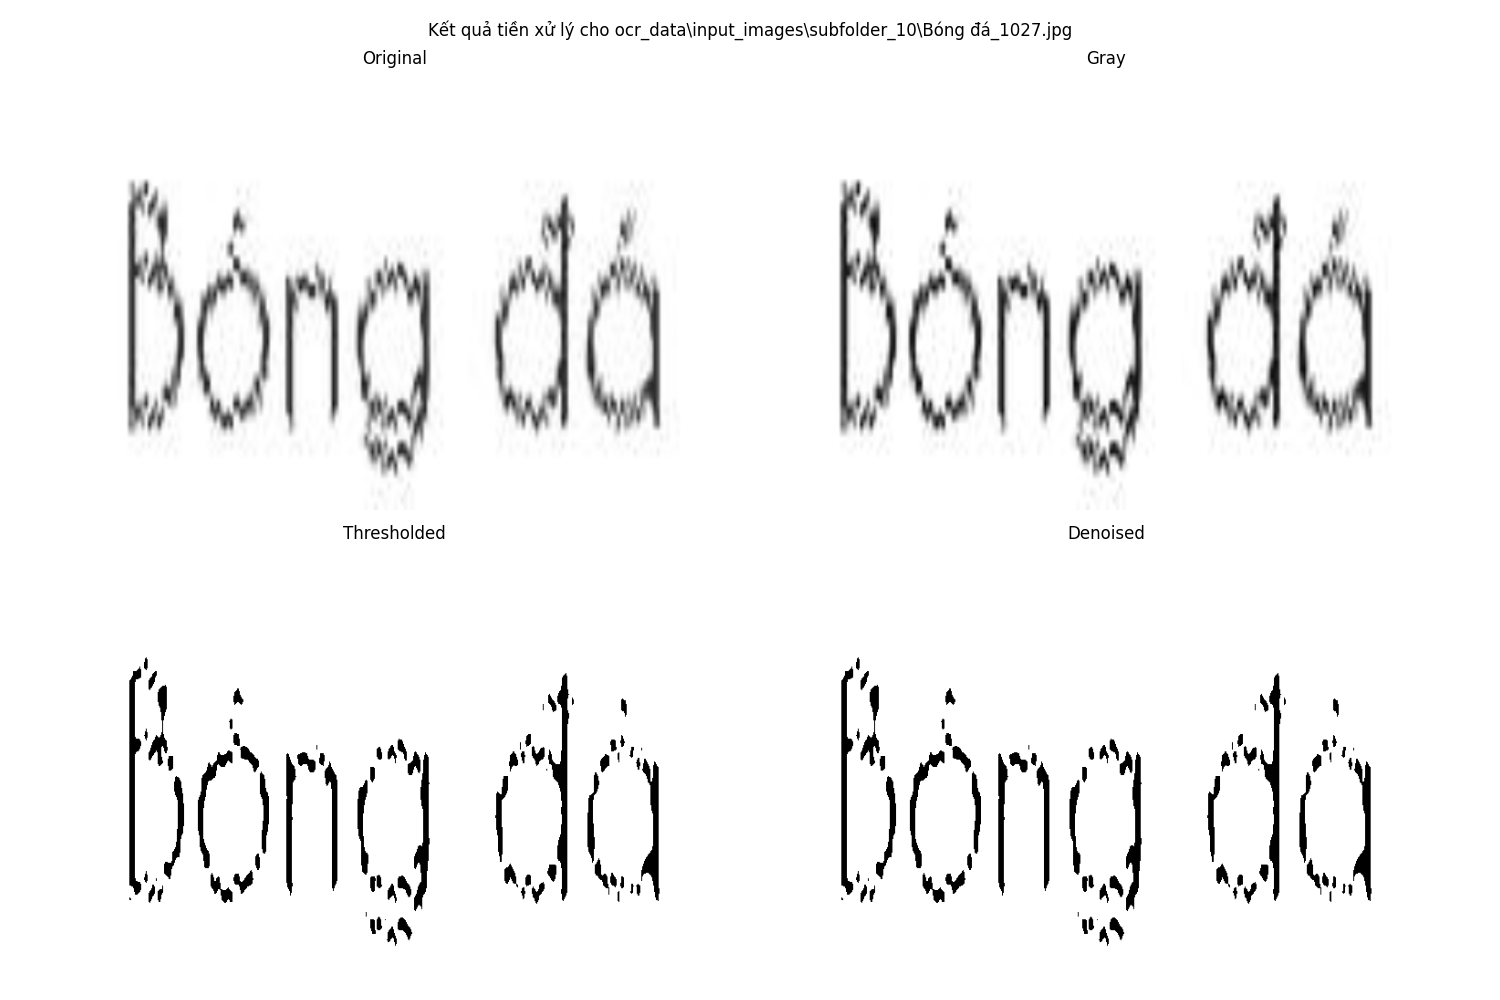 Kết quả tiền xử lý cho ocr_data\input_images\subfolder_10\Bóng đá_1027.jpg
Original
Gray
Bóng đá
Bóng đá
Thresholded
Denoised
Bóng đá
Bóng đá